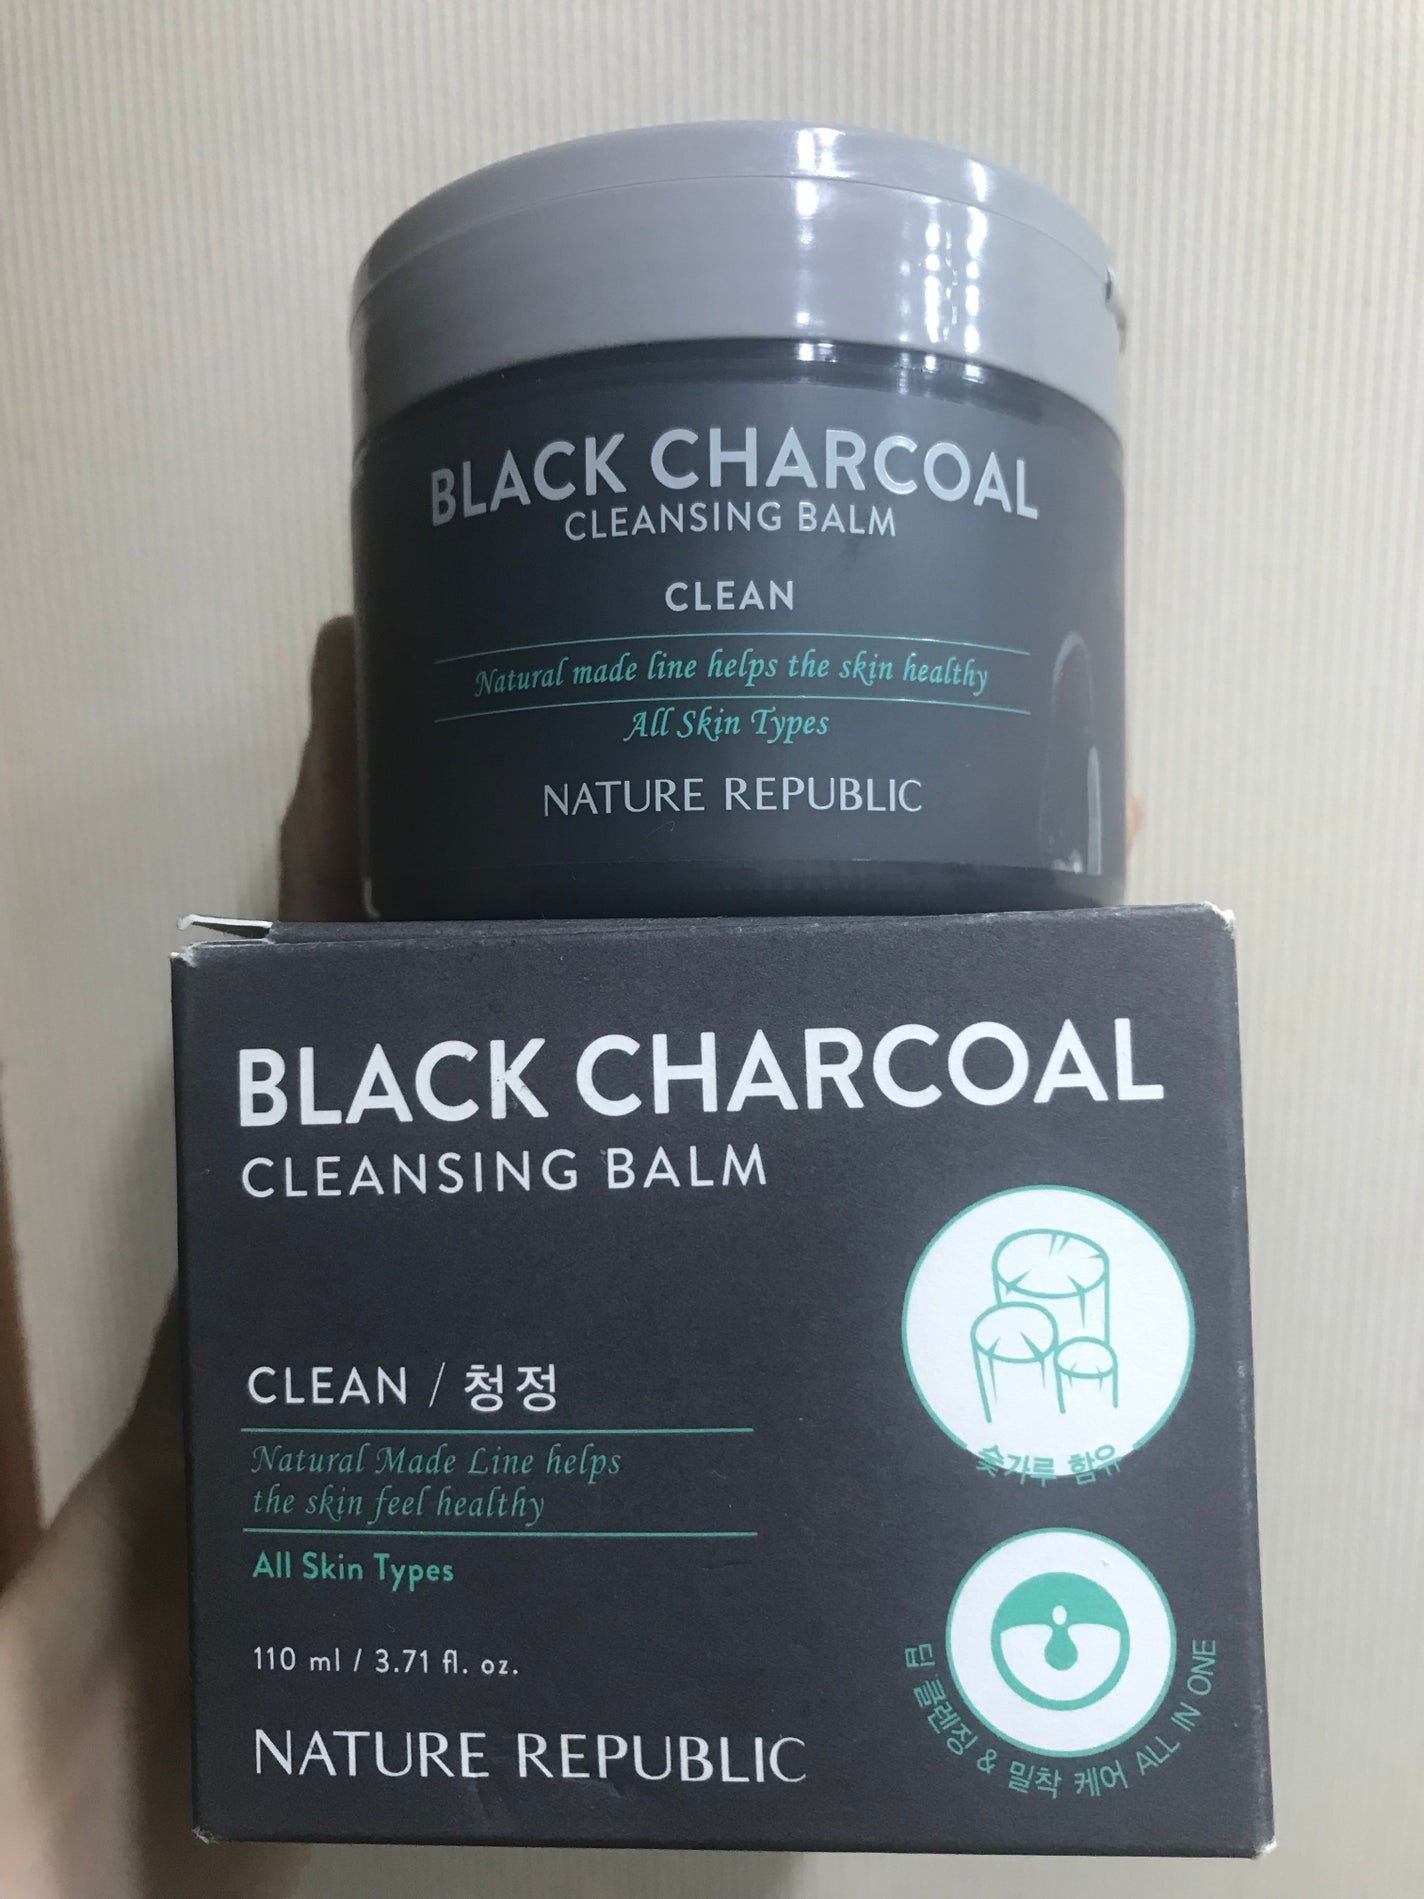 BLACK CHARCOAL
CLEANSING BALM
CLEAN
Natural made line helps the skin healthy
All Skin Types
NATURE REPUBLIC
BLACK CHARCOAL
CLEANSING BALM
CLEAN / 청정
Natural Made Line helps
the skin feel healthy
All Skin Types
110 ml / 3.71 fl. oz.
NATURE REPUBLIC
숯가루 함유
딥 클렌징 & 밀착 케어 ALL IN ONE